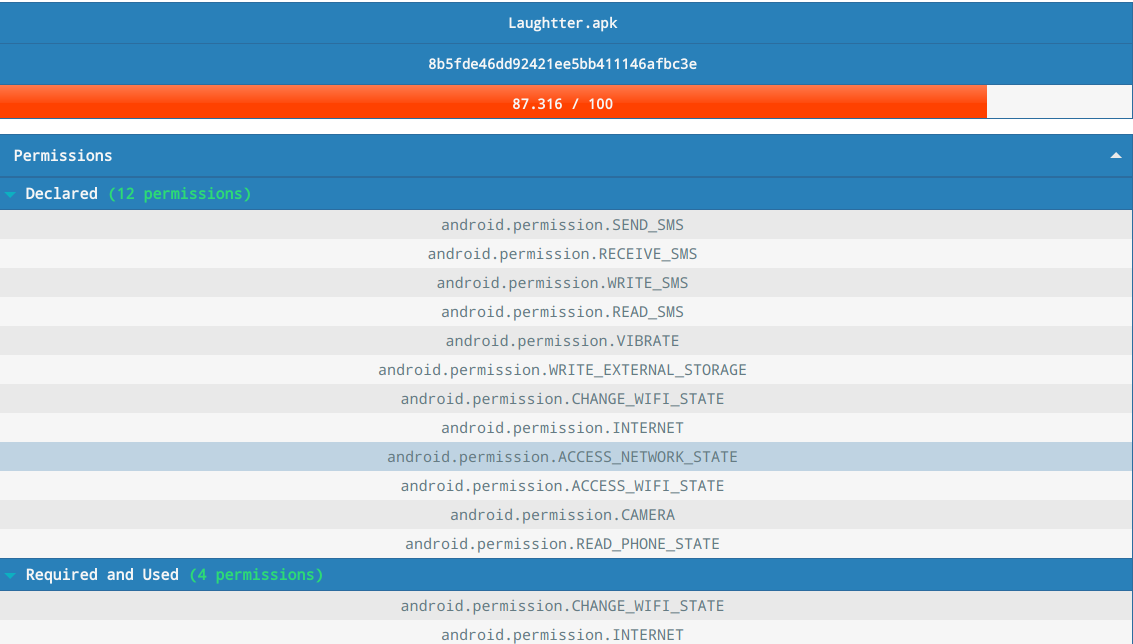 Laughtter.apk
8b5fde46dd92421ee5bb411146afbc3e
87.316 / 100
Permissions
Declared (12 permissions)
android.permission.SEND_SMS
android.permission.RECEIVE_SMS
android.permission.WRITE_SMS
android.permission.READ_SMS
android.permission.VIBRATE
android.permission.WRITE_EXTERNAL_STORAGE
android.permission.CHANGE_WIFI_STATE
android.permission.INTERNET
android.permission.ACCESS_NETWORK_STATE
android.permission.ACCESS_WIFI_STATE
android.permission.CAMERA
android.permission.READ_PHONE_STATE
Required and Used (4 permissions)
android.permission.CHANGE_WIFI_STATE
android.permission.INTERNET